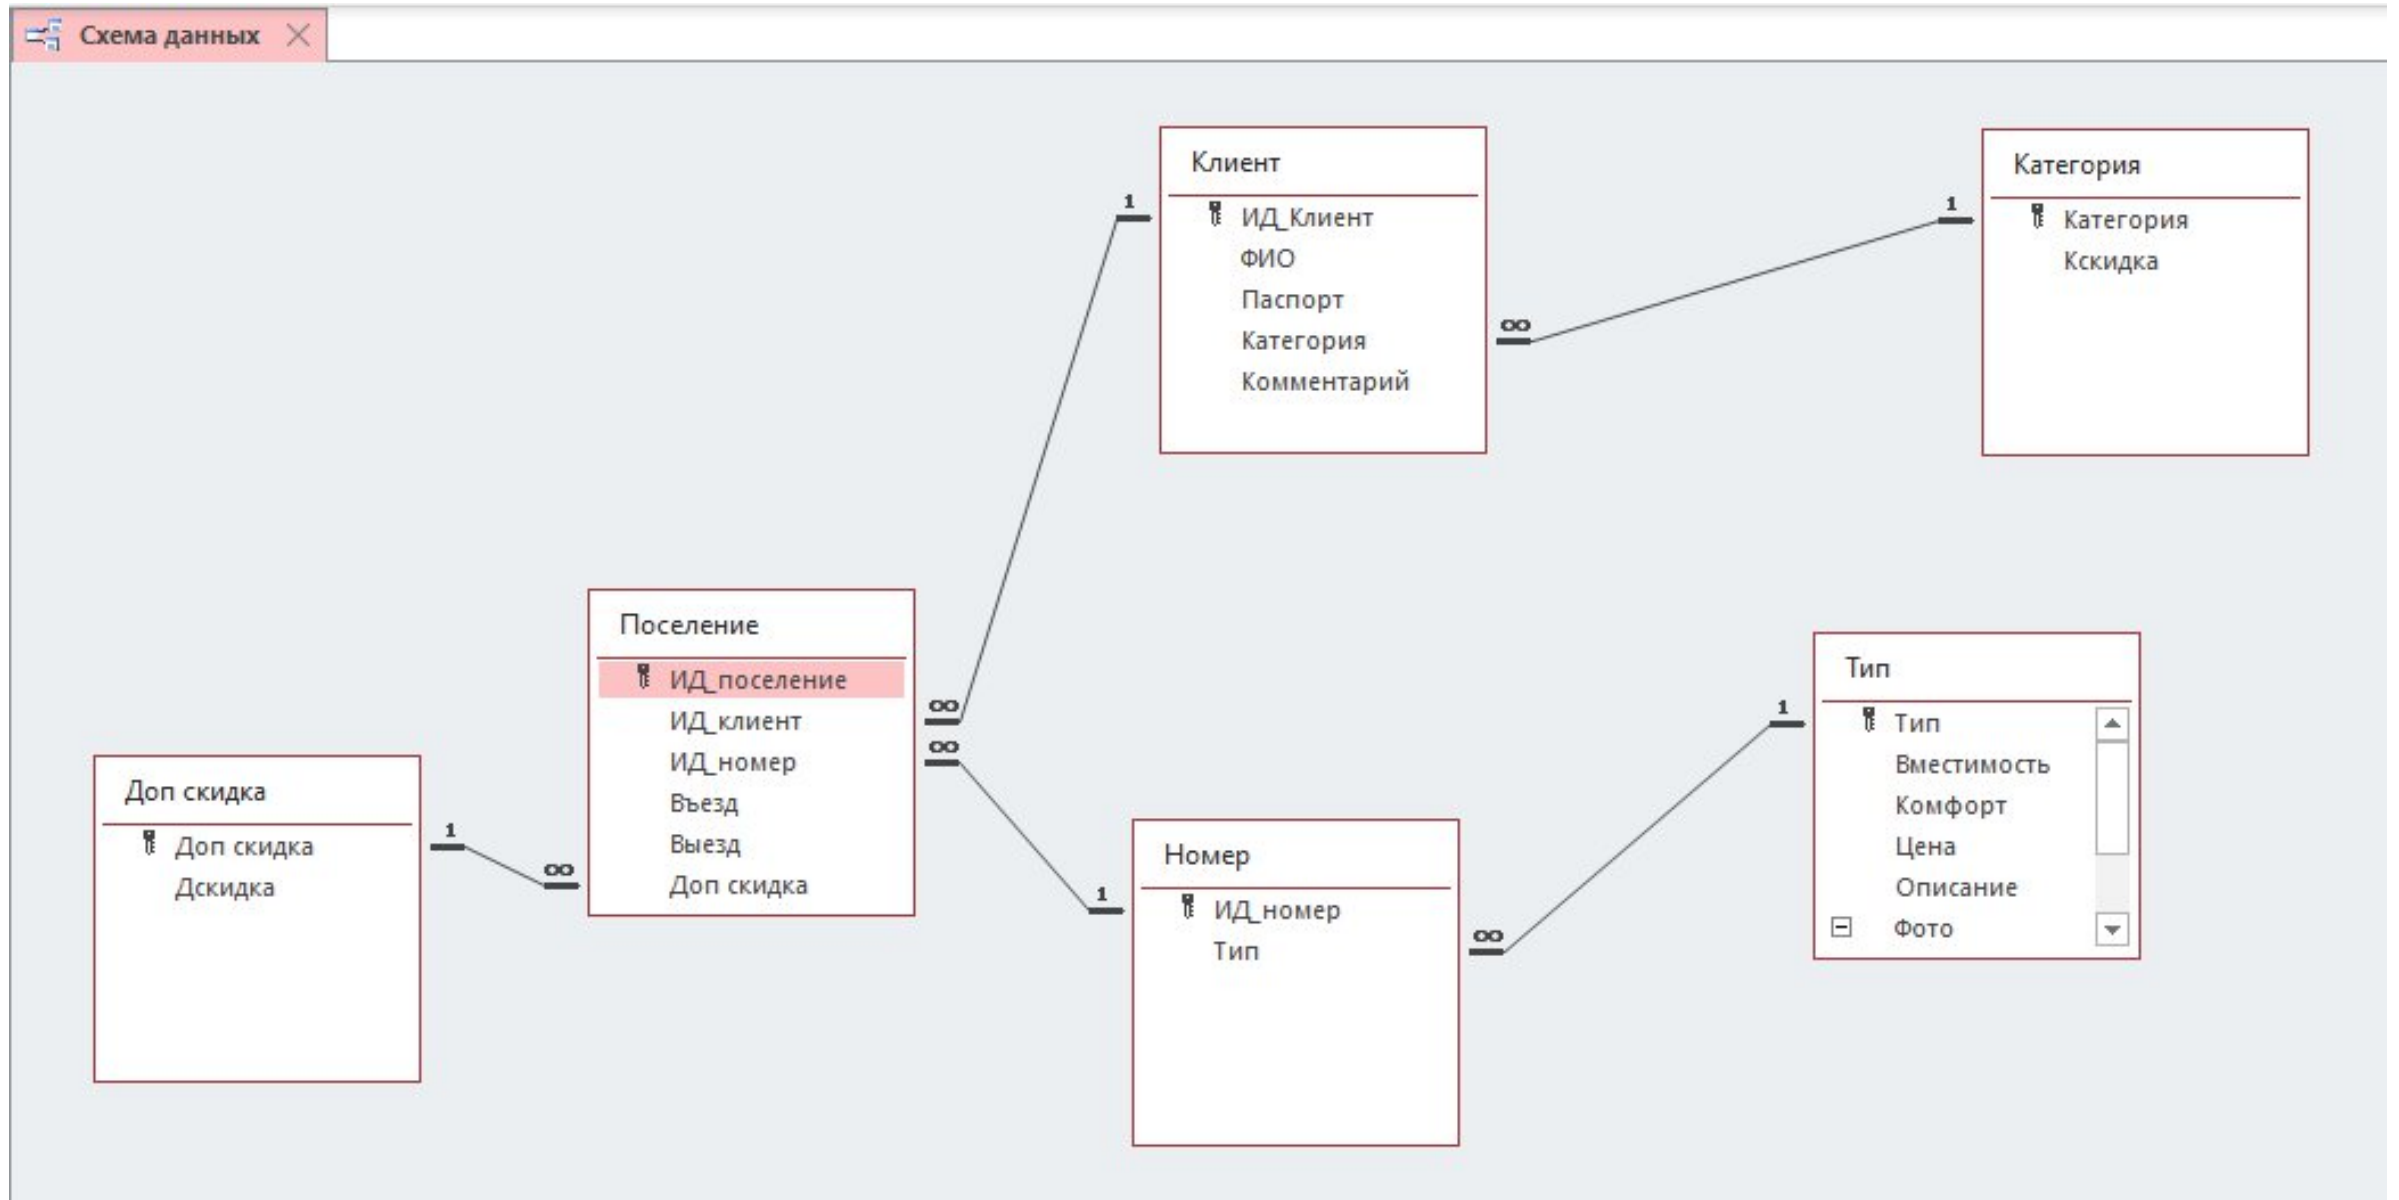 Схема данных
Клиент
ИД_Клиент
ФИО
Паспорт
Категория
Комментарий
Категория
Категория
Кскидка
1
∞
1
∞
Поселение
ИД_поселение
ИД_клиент
ИД_номер
Въезд
Выезд
Доп скидка
∞
1
∞
1
Доп скидка
Доп скидка
Дскидка
1
∞
Номер
ИД_номер
Тип
Тип
Тип
Вместимость
Комфорт
Цена
Описание
Фото